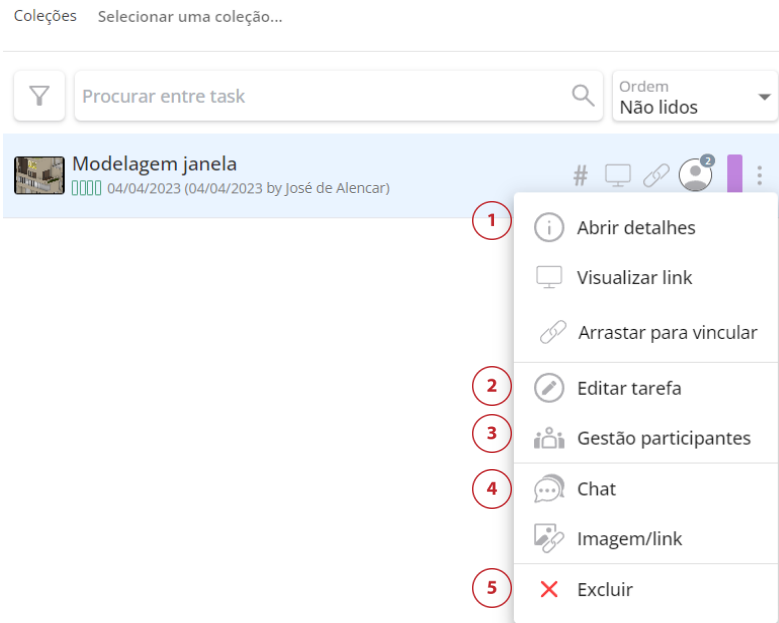 Coleções Selecionar uma coleção...
Procurar entre task
Ordem
Não lidos
Modelagem janela
04/04/2023 (04/04/2023 by José de Alencar)
#
2
1 Abrir detalhes
Visualizar link
Arrastar para vincular
2 Editar tarefa
3 Gestão participantes
4 Chat
Imagem/link
5 Excluir